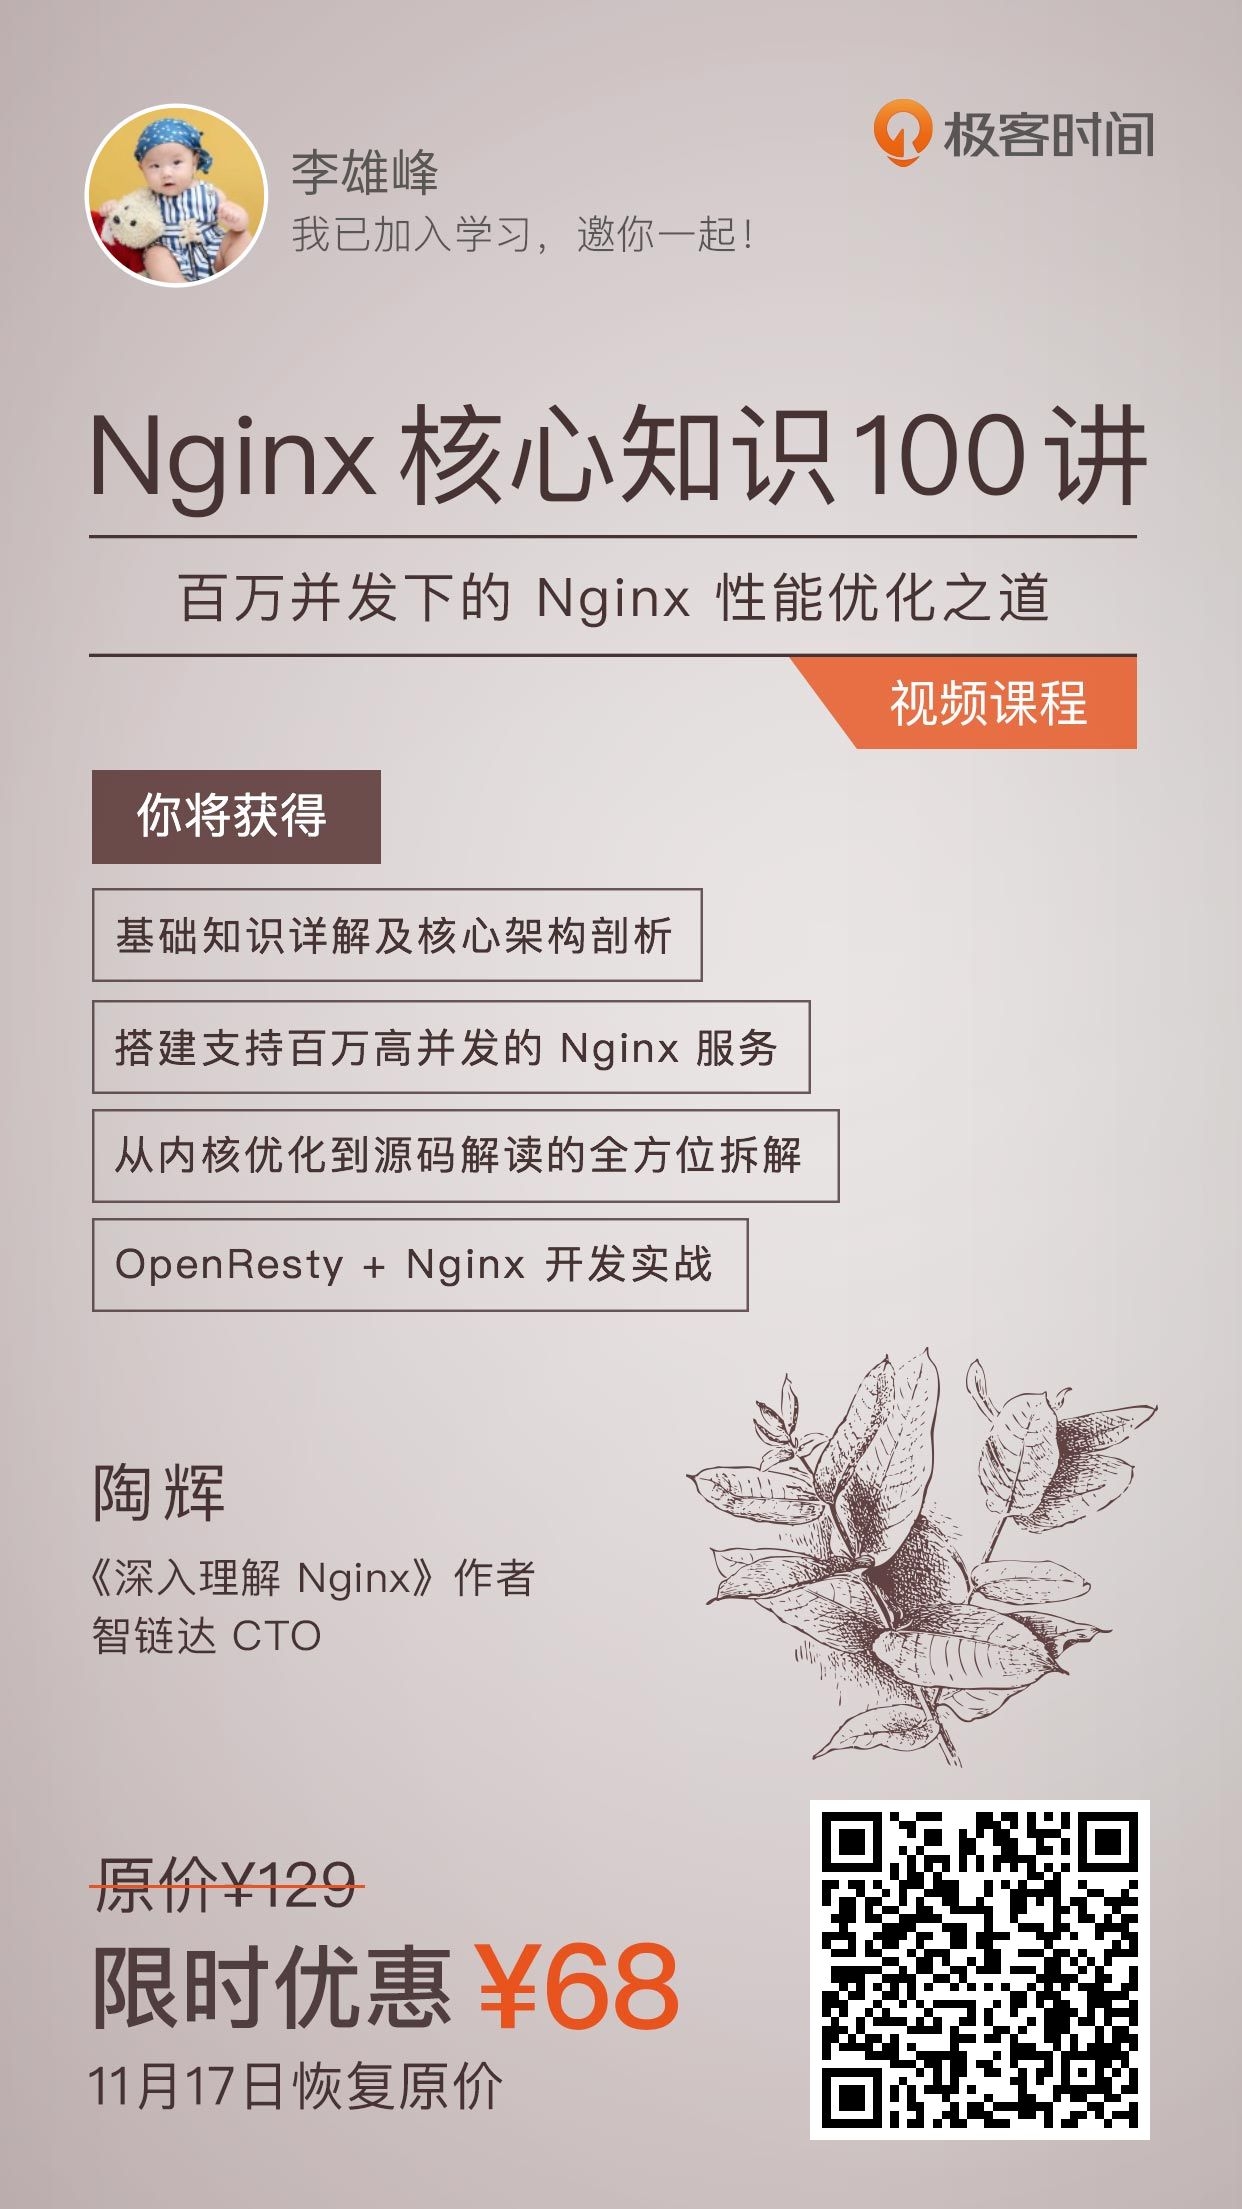 极客时间
李雄峰
我已加入学习，邀你一起！
Nginx 核心知识100讲
百万并发下的 Nginx 性能优化之道
视频课程
你将获得
基础知识详解及核心架构剖析
搭建支持百万高并发的 Nginx 服务
从内核优化到源码解读的全方位拆解
OpenResty + Nginx 开发实战
陶辉
《深入理解 Nginx》作者
智链达 CTO
原价¥129
限时优惠 ¥68
11月17日恢复原价